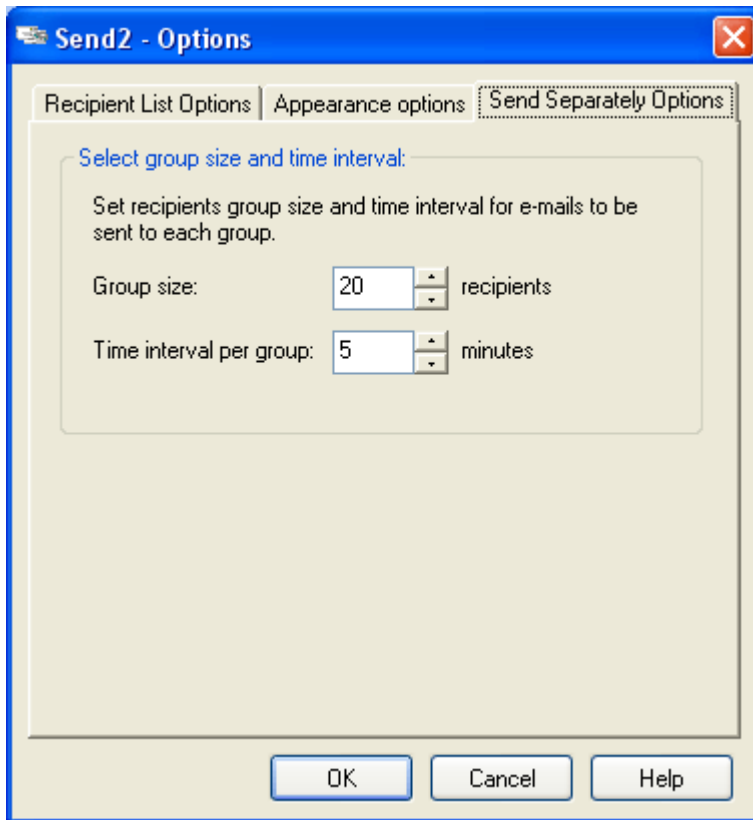 Send2 - Options
Recipient List Options Appearance options Send Separately Options
Select group size and time interval:
Set recipients group size and time interval for e-mails to be
sent to each group.
Group size: 20 recipients
Time interval per group: 5 minutes
OK Cancel Help